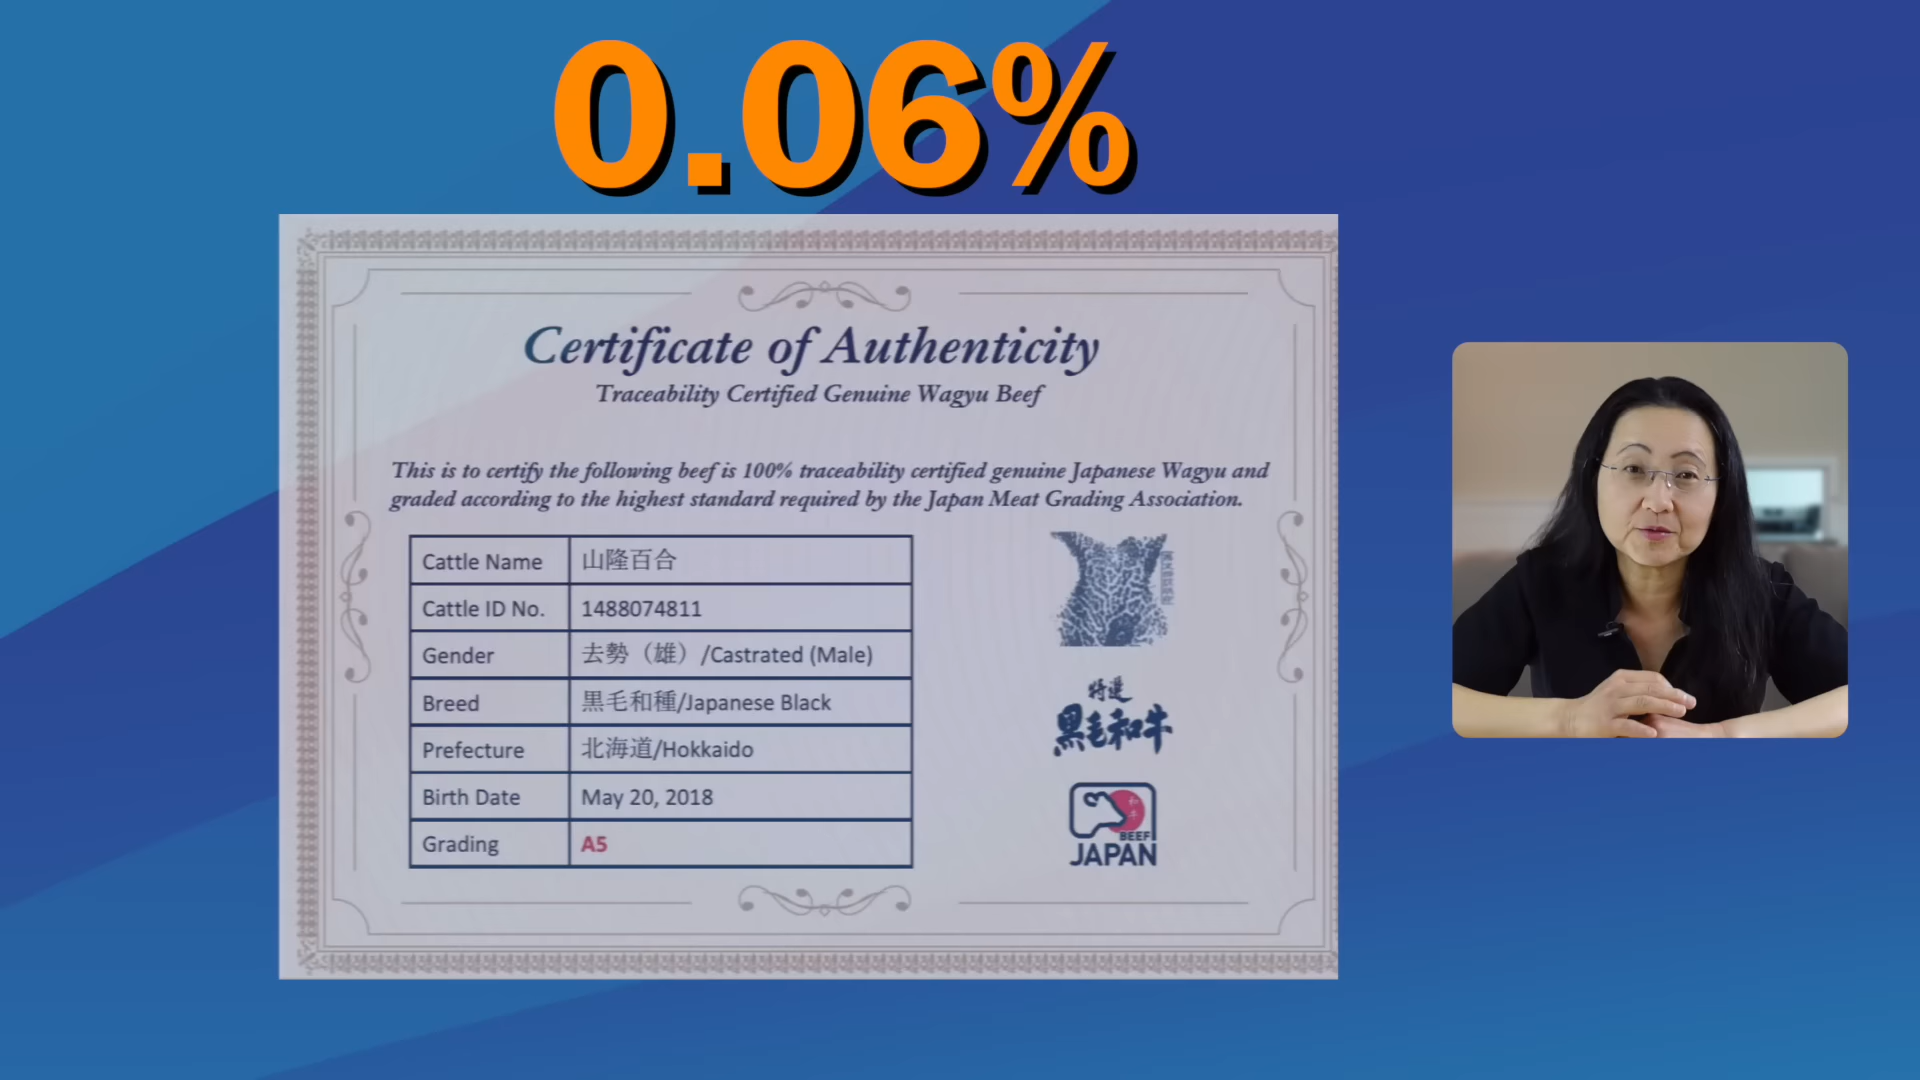 0.06%
Certificate of Authenticity
Traceability Certified Genuine Wagyu Beef
This is to certify the following beef is 100% traceability certified genuine Japanese Wagyu and
graded according to the highest standard required by the Japan Meat Grading Association.
Cattle Name 山隆百合
Cattle ID No. 1488074811
Gender 去勢（雄）/Castrated (Male)
Breed 黒毛和種/Japanese Black
Prefecture 北海道/Hokkaido
Birth Date May 20, 2018
Grading A5
特選
黒毛和牛
和牛
BEEF
JAPAN